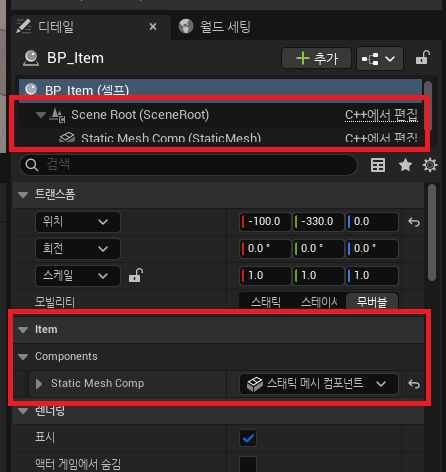 디테일 × 월드 세팅
BP_Item + 추가
BP_Item (셀프)
Scene Root (SceneRoot) C++에서 편집
Static Mesh Comp (StaticMesh) C++에서 편집
검색
트랜스폼
위치 -100.0 -330.0 0.0
회전 0.0 ° 0.0 ° 0.0 °
스케일 1.0 1.0 1.0
모빌리티 스태틱 스테이셔 무버블
Item
Components
Static Mesh Comp 스태틱 메시 컴포넌트
렌더링
표시
액터 게임에서 숨김